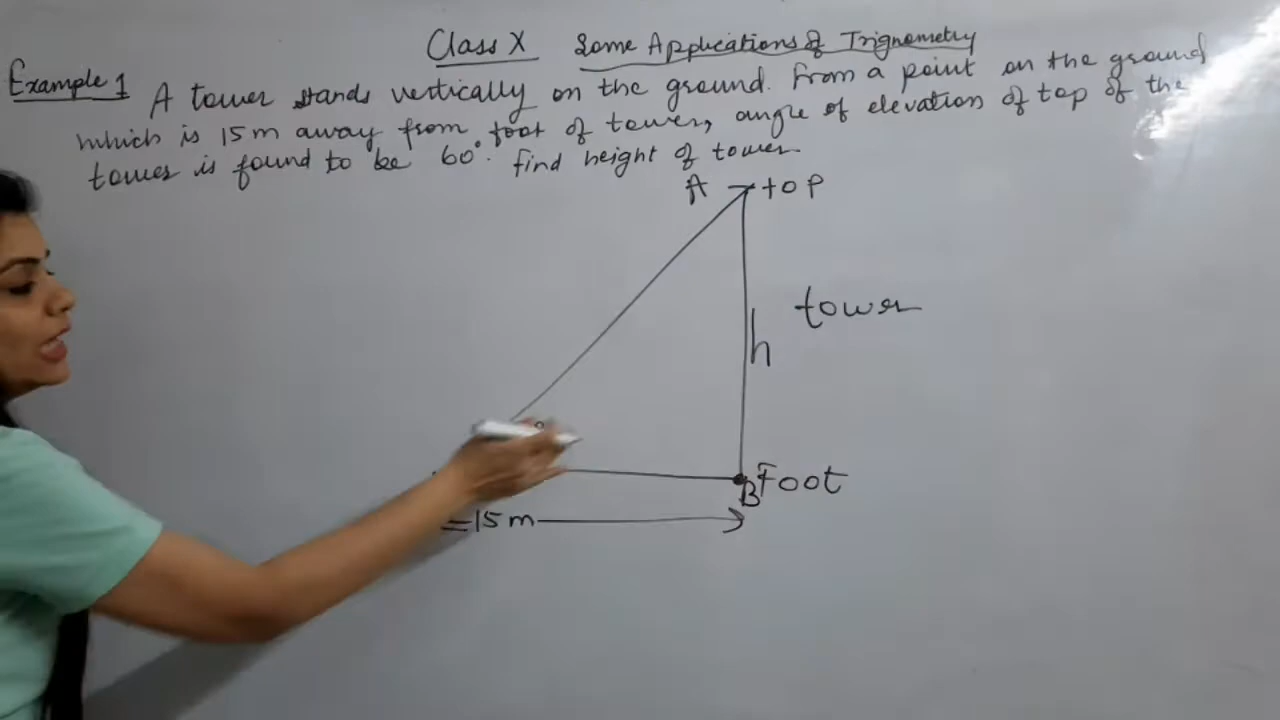 Class X Some Applications of Trignometry
Example 1 A tower stands vertically on the ground. From a point on the ground
which is 15m away from foot of tower, angle of elevation of top of the
tower is found to be 60°. find height of tower
A top
tower
h
B Foot
=15m